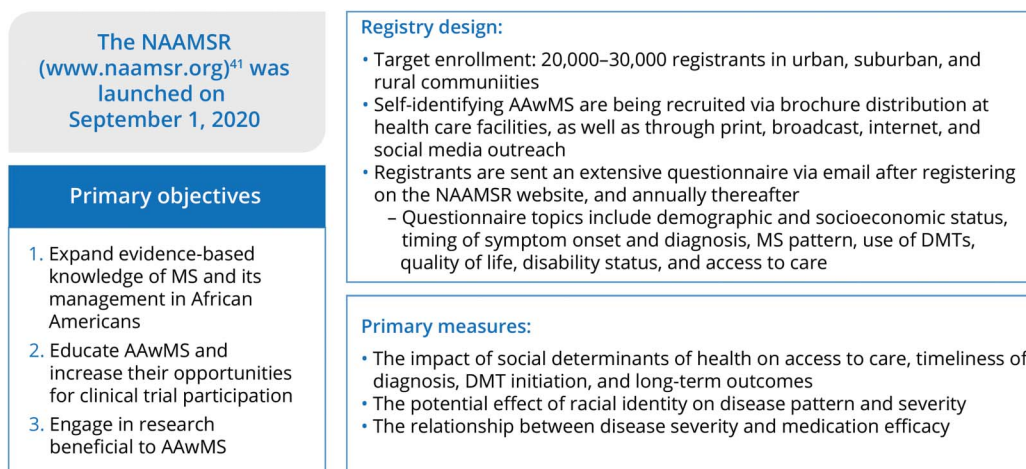 The NAAMSR
(www.naamsr.org)⁴¹ was
launched on
September 1, 2020
Primary objectives
1. Expand evidence-based
knowledge of MS and its
management in African
Americans
2. Educate AAwMS and
increase their opportunities
for clinical trial participation
3. Engage in research
beneficial to AAwMS
Registry design:
• Target enrollment: 20,000–30,000 registrants in urban, suburban, and
rural communiities
• Self-identifying AAwMS are being recruited via brochure distribution at
health care facilities, as well as through print, broadcast, internet, and
social media outreach
• Registrants are sent an extensive questionnaire via email after registering
on the NAAMSR website, and annually thereafter
– Questionnaire topics include demographic and socioeconomic status,
timing of symptom onset and diagnosis, MS pattern, use of DMTs,
quality of life, disability status, and access to care
Primary measures:
• The impact of social determinants of health on access to care, timeliness of
diagnosis, DMT initiation, and long-term outcomes
• The potential effect of racial identity on disease pattern and severity
• The relationship between disease severity and medication efficacy